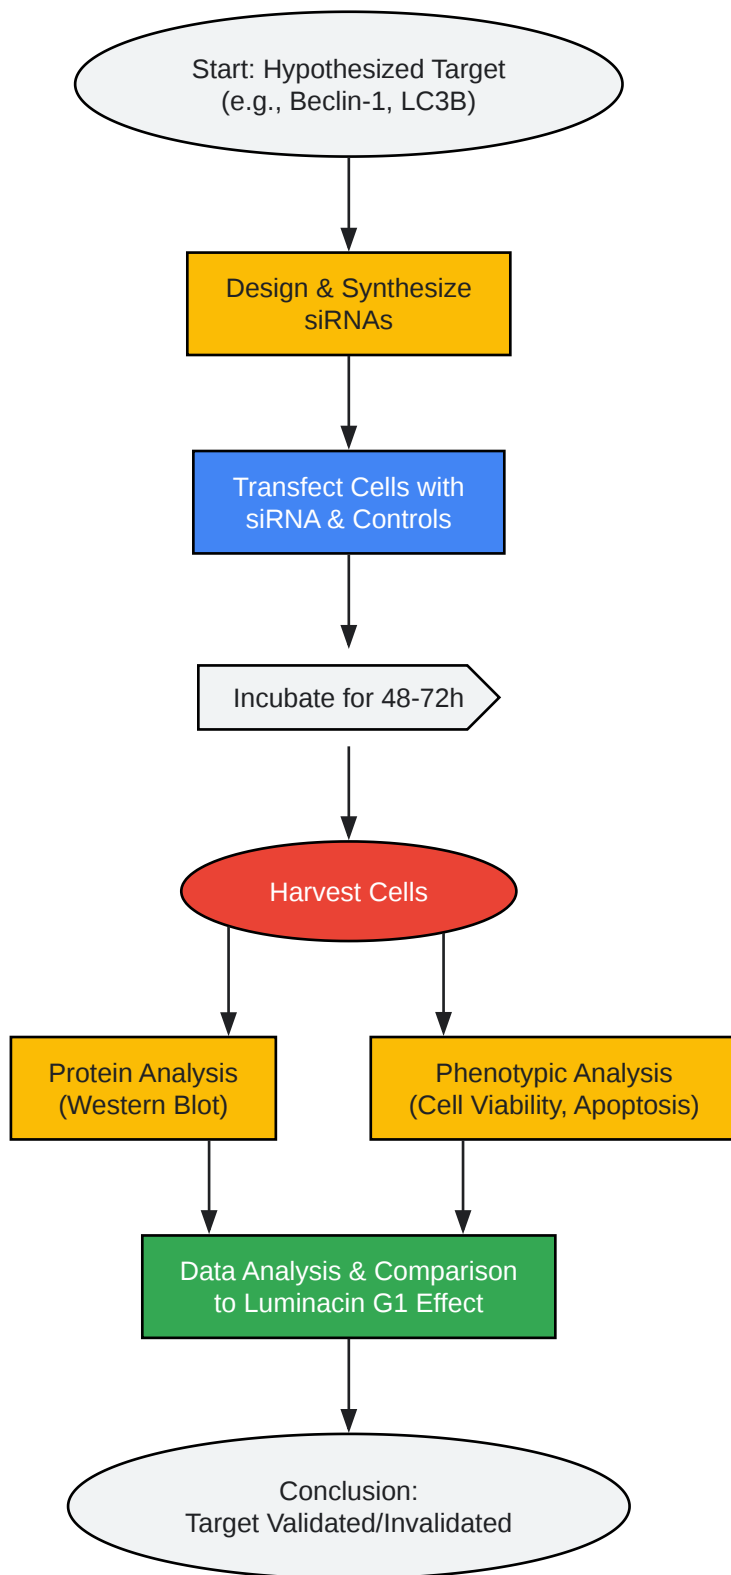 Start: Hypothesized Target
(e.g., Beclin-1, LC3B)
Design & Synthesize
siRNAs
Transfect Cells with
siRNA & Controls
Incubate for 48-72h
Harvest Cells
Protein Analysis
(Western Blot)
Phenotypic Analysis
(Cell Viability, Apoptosis)
Data Analysis & Comparison
to Luminacin G1 Effect
Conclusion:
Target Validated/Invalidated